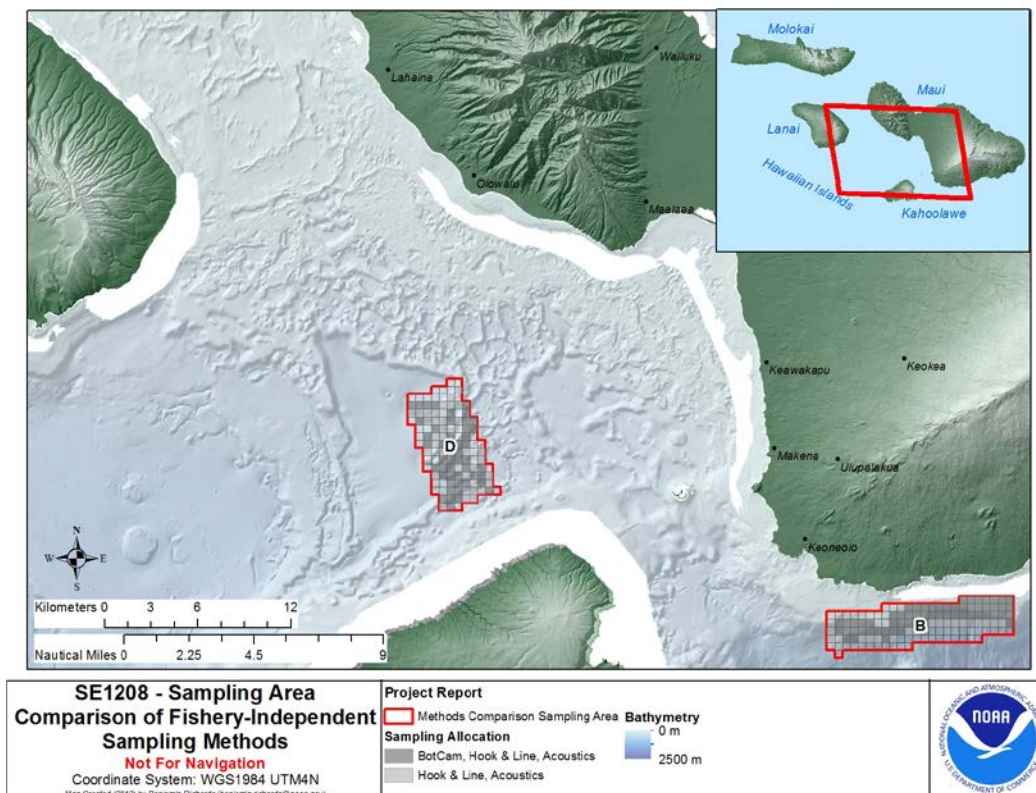 Molokai
Maui
Lanai
Hawaiian Islands
Kahoolawe
Wailuku
Lahaina
Olowalu
Maalaea
Keawakapu
Keokea
D
Makena
Ulupalakua
Keoneoio
B
N
W E
S
Kilometers 0 3 6 12
Nautical Miles 0 2.25 4.5 9
SE1208 - Sampling Area
Comparison of Fishery-Independent
Sampling Methods
Not For Navigation
Coordinate System: WGS1984 UTM4N
Project Report
Methods Comparison Sampling Area
Sampling Allocation
BotCam, Hook & Line, Acoustics
Hook & Line, Acoustics
Bathymetry
0 m
2500 m
NOAA